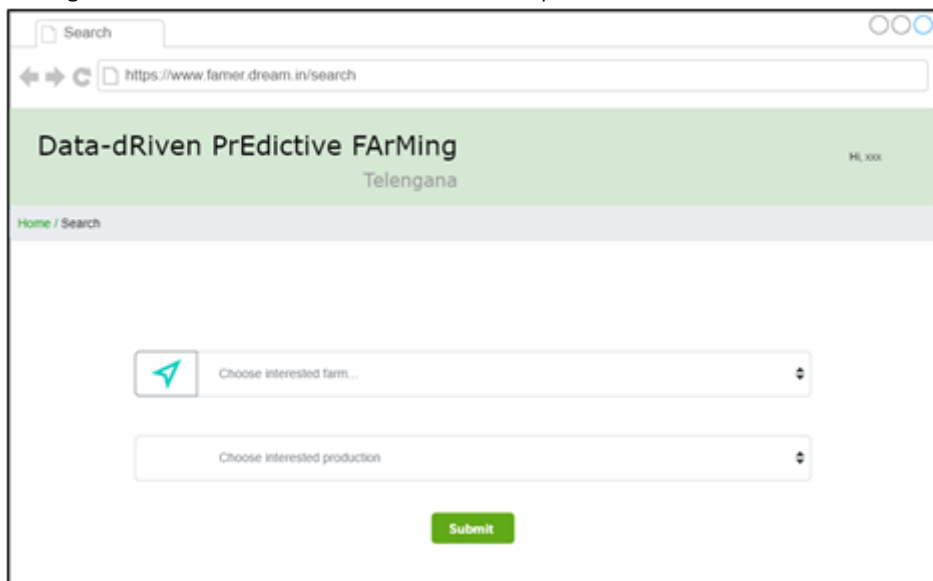 Search
https://www.famer.dream.in/search
Data-dRiven PrEdictive FArMing
Telengana
Hi, xxx
Home / Search
Choose interested farm...
Choose interested production
Submit